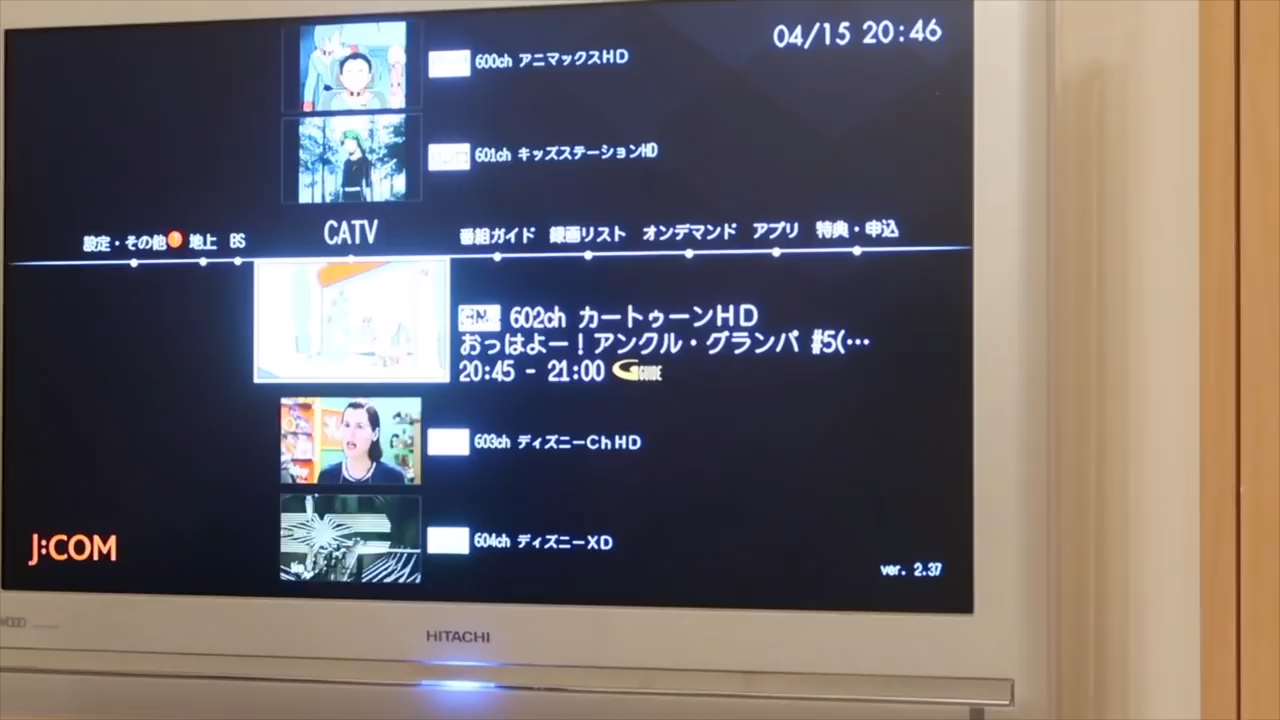 04/15 20:46
600ch アニマックスHD
601ch キッズステーションHD
設定・その他 地上 BS CATV 番組ガイド 録画リスト オンデマンド アプリ 特典・申込
CN 602ch カートゥーンHD
おっはよー!アンクル・グランパ #5(…
20:45 - 21:00 G GUIDE
603ch ディズニーChHD
604ch ディズニーXD
J:COM
ver. 2.37
HITACHI